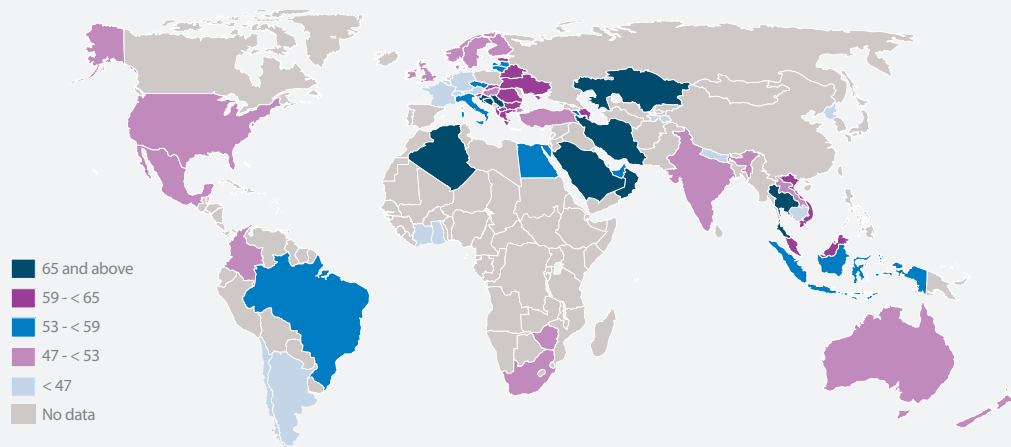 65 and above
59 - < 65
53 - < 59
47 - < 53
< 47
No data